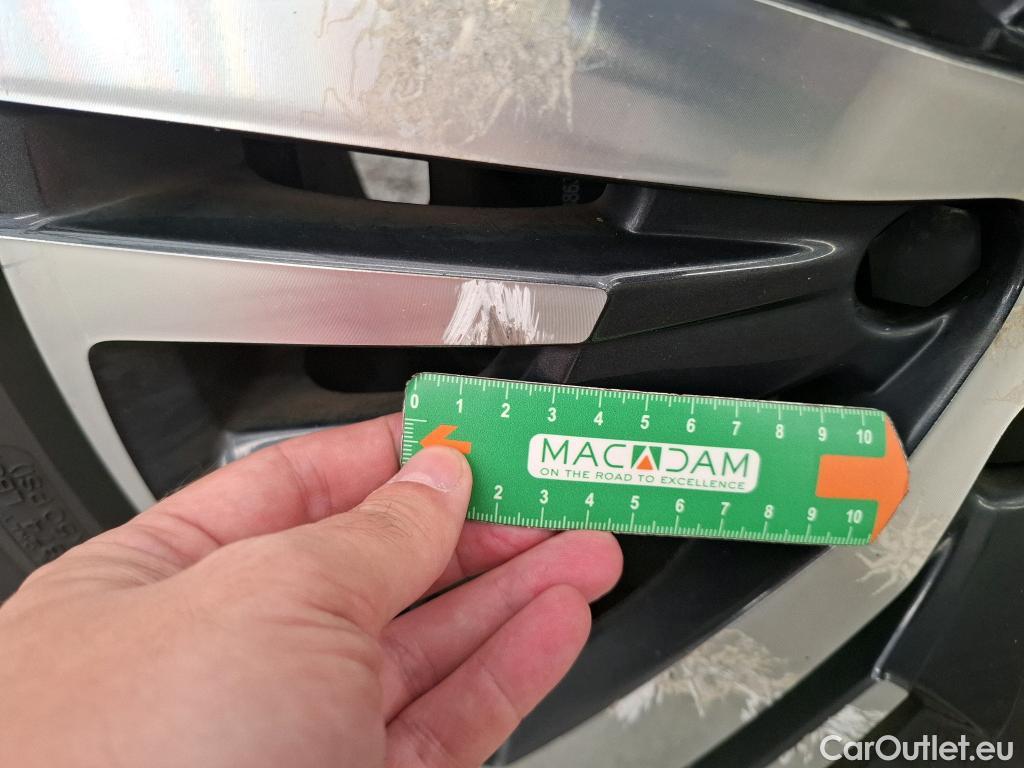 0 1 2 3 4 5 6 7 8 9 10
MACADAM
ON THE ROAD TO EXCELLENCE
2 3 4 5 6 7 8 9 10
CarOutlet.eu